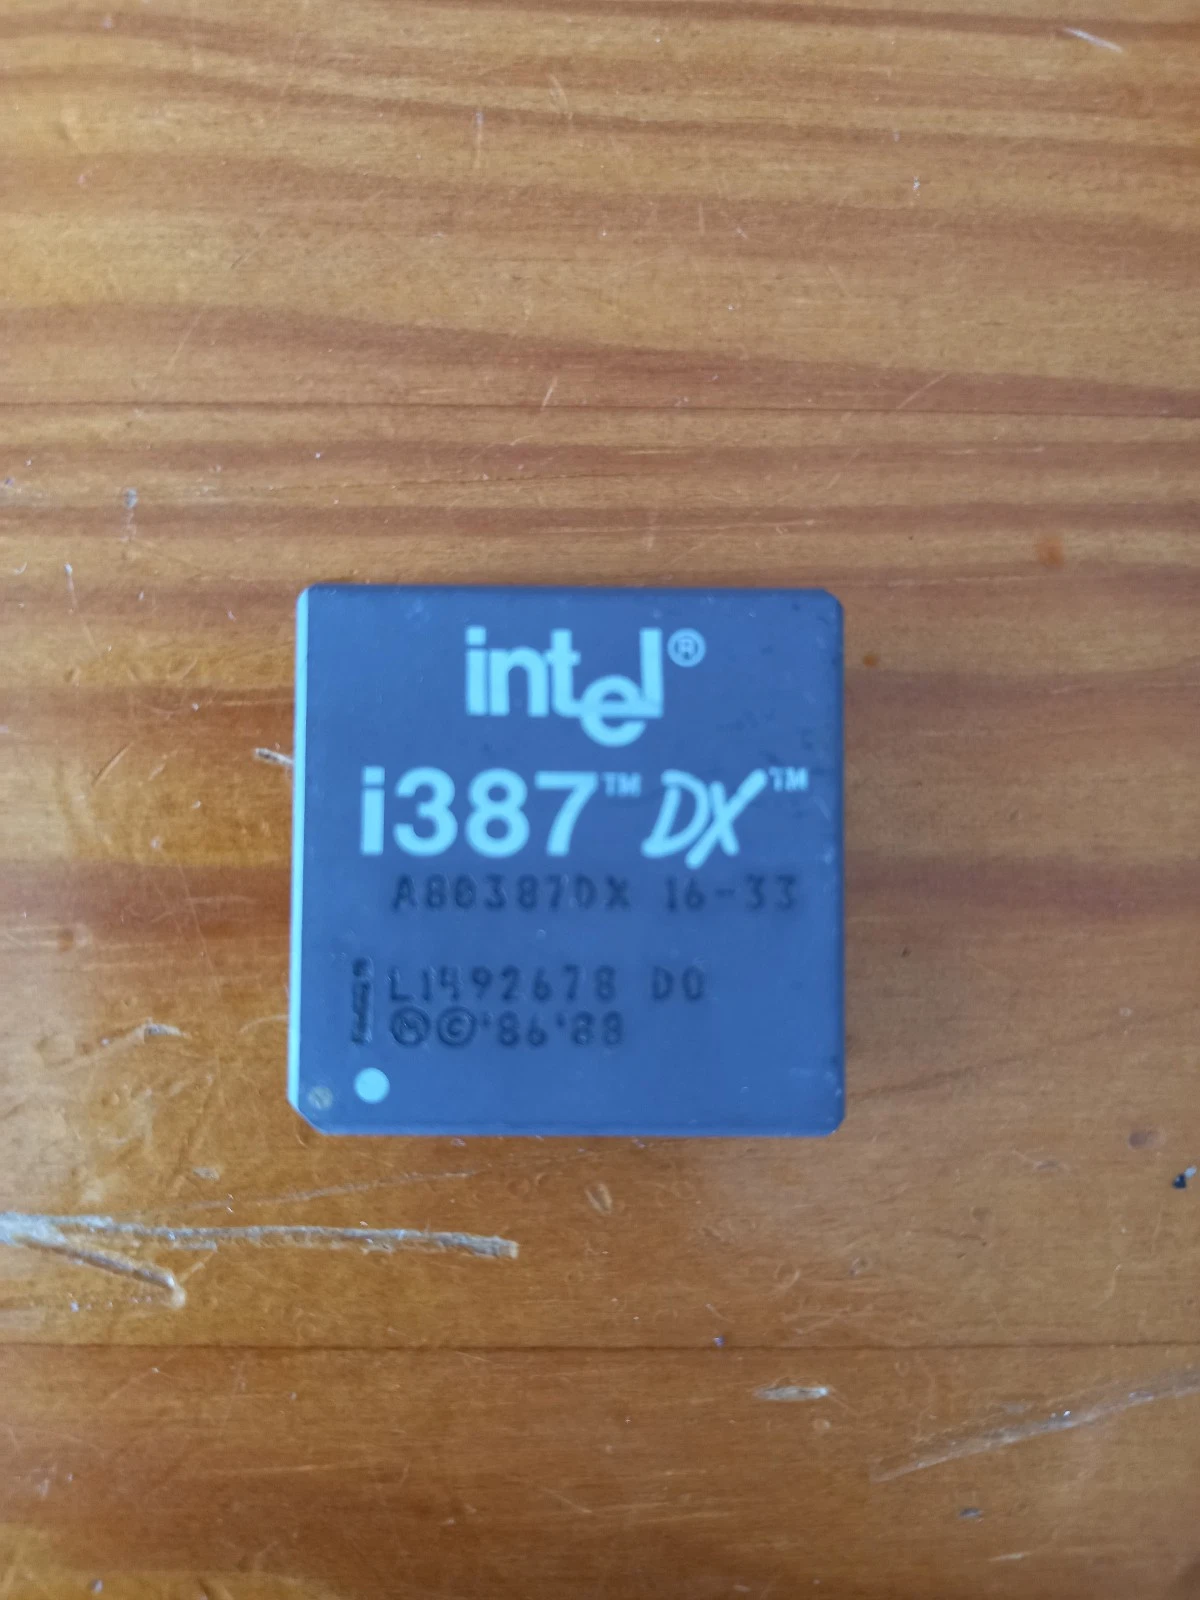 intel®
i387™ DX™
A80387DX 16-33
L1492678 D0
Ⓜ©'86'88